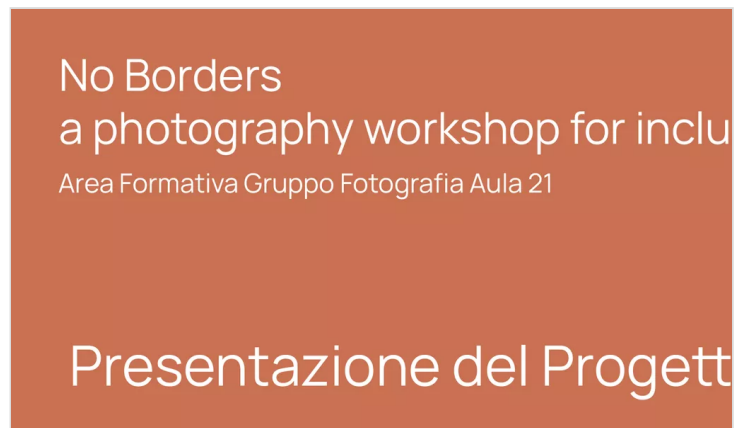 No Borders
a photography workshop for inclu
Area Formativa Gruppo Fotografia Aula 21
Presentazione del Progett